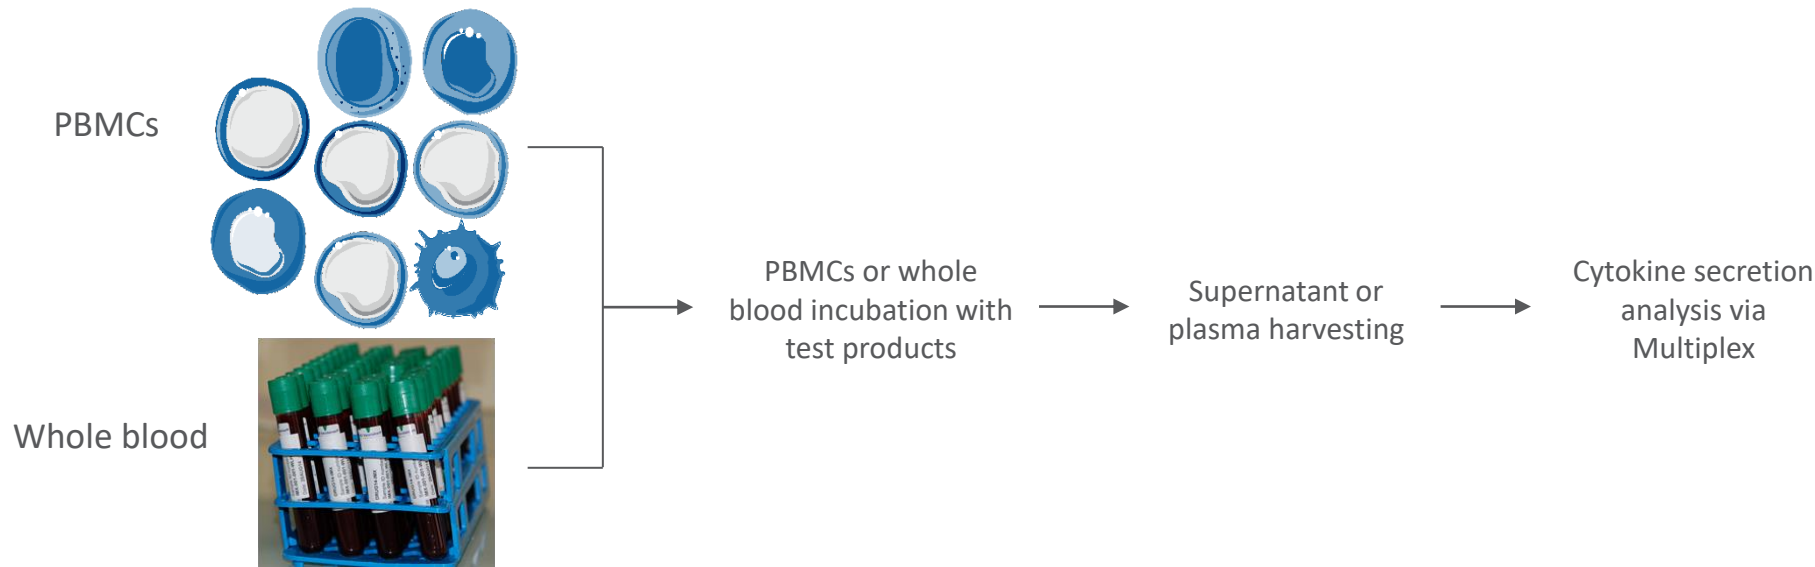 PBMCs
Whole blood
PBMCs or whole
blood incubation with
test products
Supernatant or
plasma harvesting
Cytokine secretion
analysis via
Multiplex